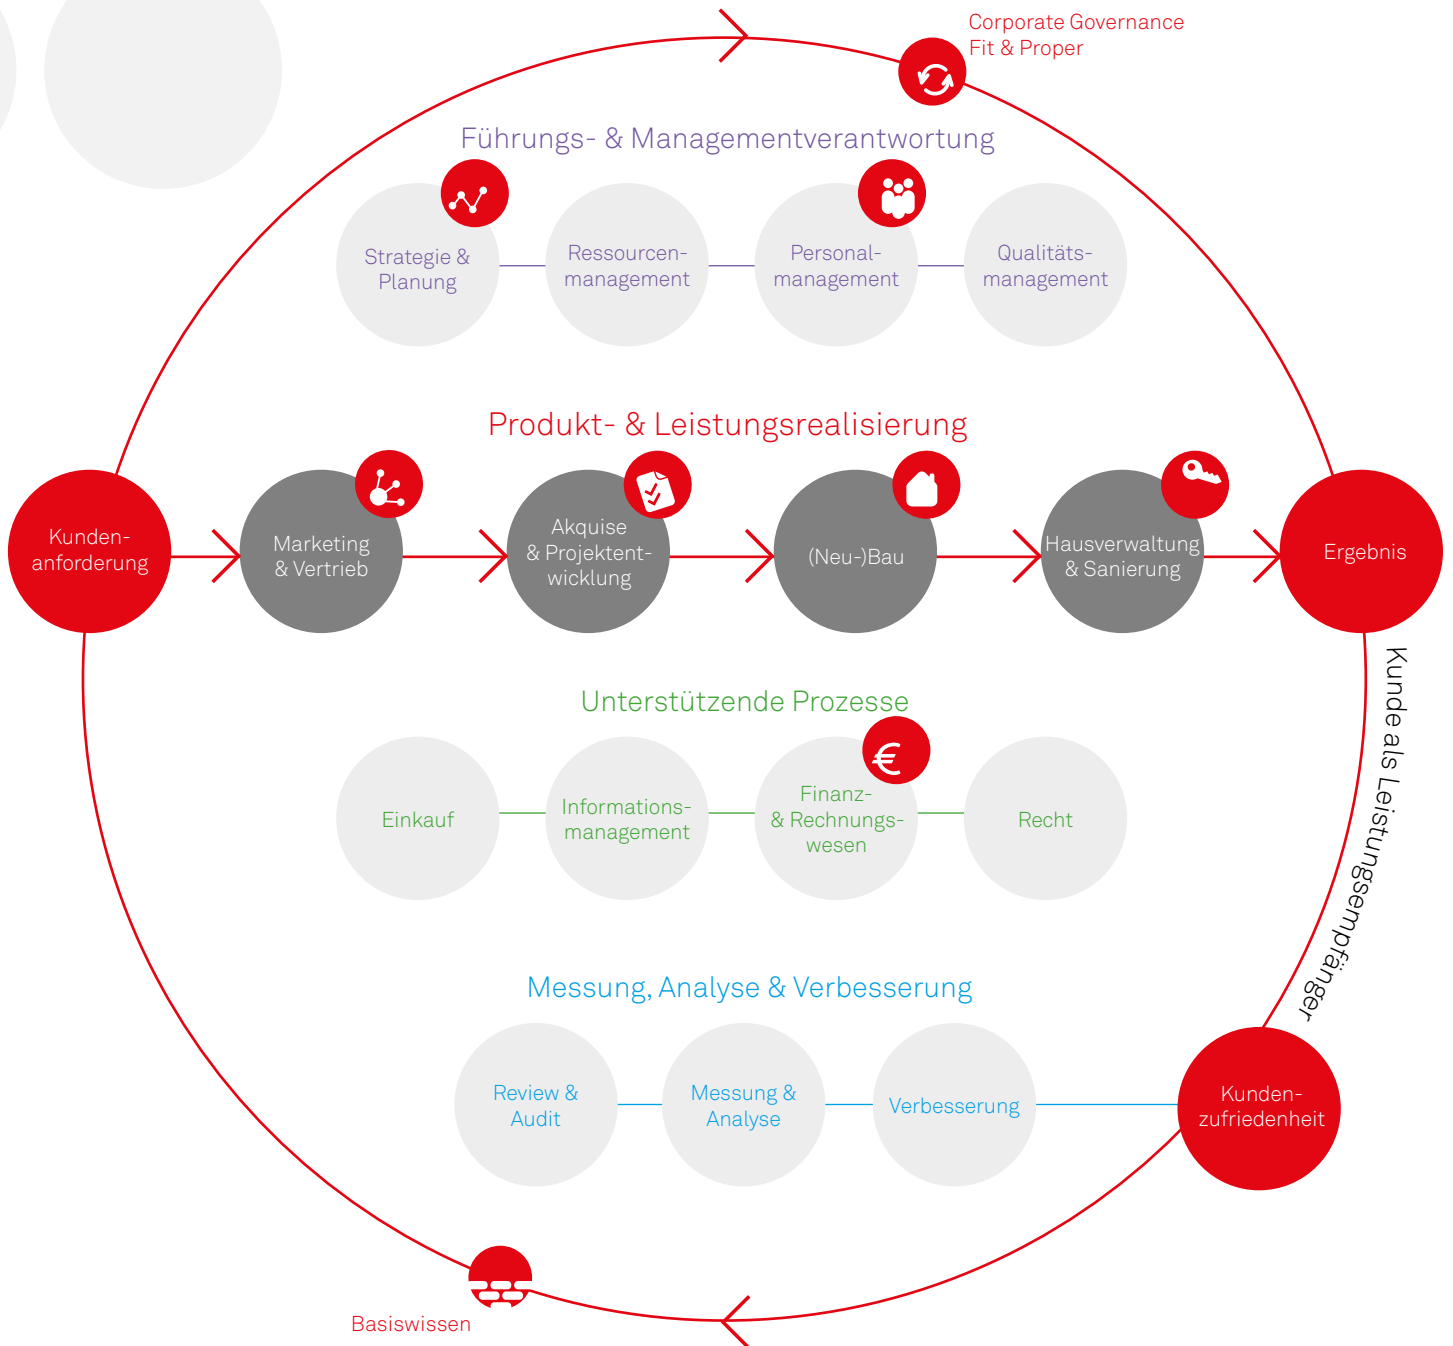 Corporate Governance
Fit & Proper
Führungs- & Managementverantwortung
Strategie &
Planung
Ressourcen-
management
Personal-
management
Qualitäts-
management
Produkt- & Leistungsrealisierung
Kunden-
anforderung
Marketing
& Vertrieb
Akquise
& Projektent-
wicklung
(Neu-)Bau
Hausverwaltung
& Sanierung
Ergebnis
Kunde als Leistungsempfänger
Unterstützende Prozesse
Einkauf
Informations-
management
€
Finanz-
& Rechnungs-
wesen
Recht
Messung, Analyse & Verbesserung
Review &
Audit
Messung &
Analyse
Verbesserung
Kunden-
zufriedenheit
Basiswissen